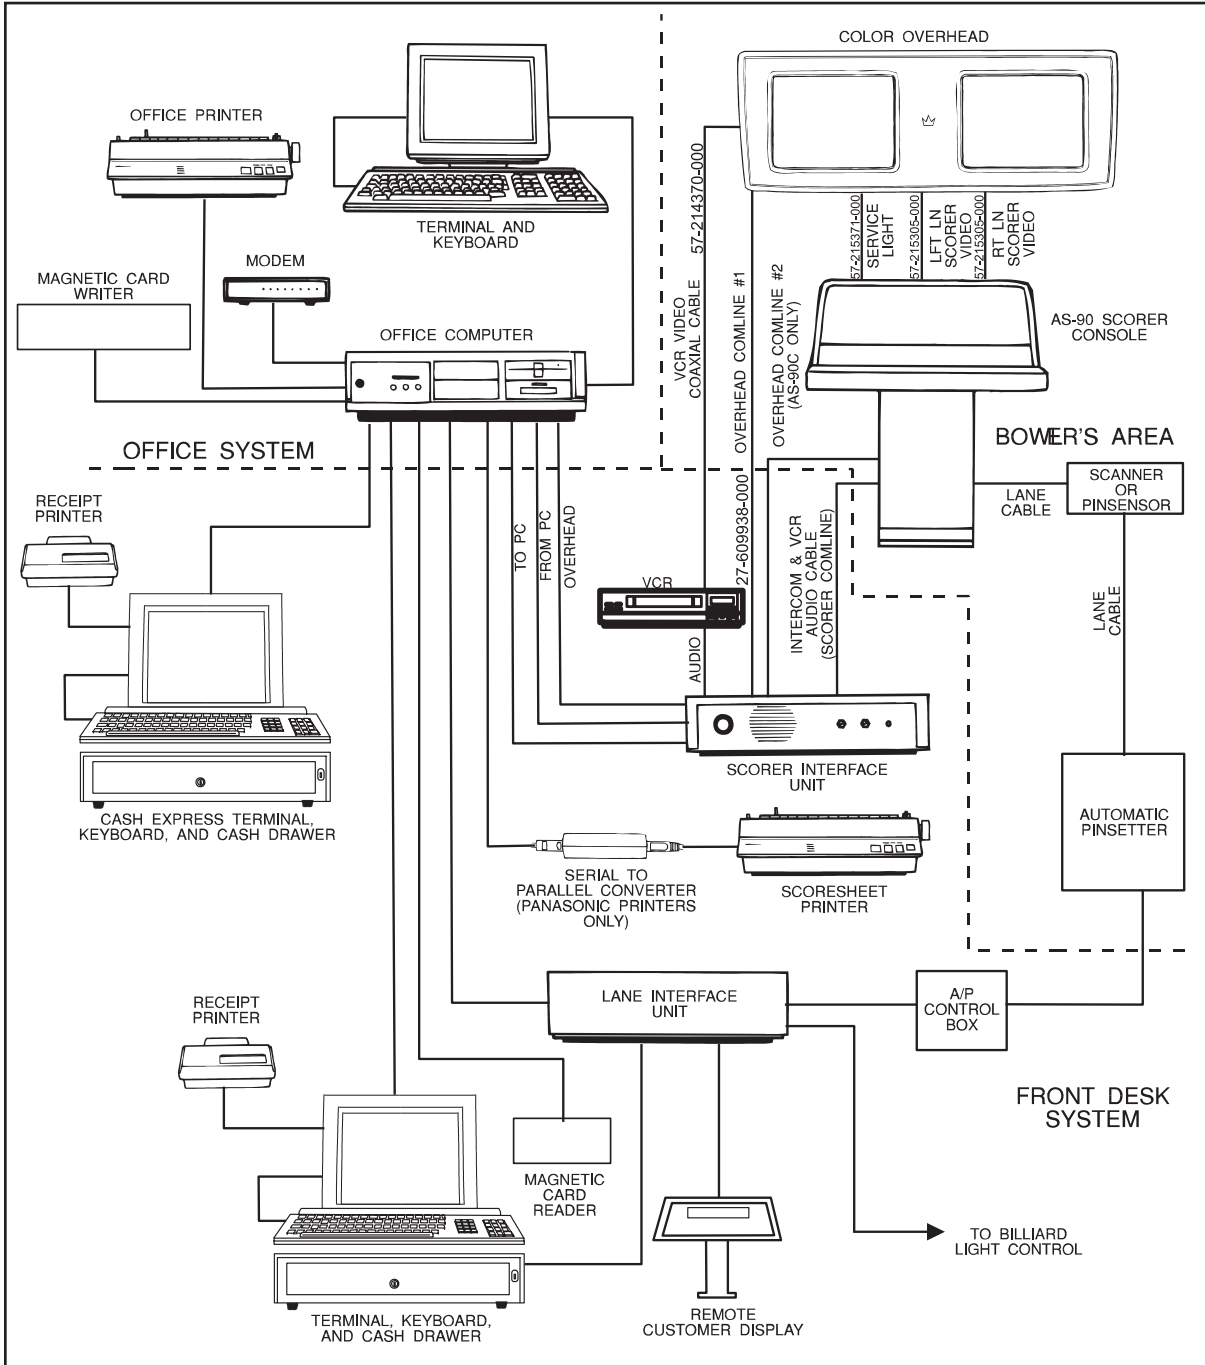 COLOR OVERHEAD
OFFICE PRINTER
TERMINAL AND
KEYBOARD
MODEM
MAGNETIC CARD
WRITER
OFFICE COMPUTER
VCR VIDEO
COAXIAL CABLE 57-214370-000
27-609938-000 OVERHEAD COMLINE #1
OVERHEAD COMLINE #2
(AS-90C ONLY)
57-215371-000
SERVICE
LIGHT
57-215305-000
LFT LN
SCORER
VIDEO
57-215305-000
RT LN
SCORER
VIDEO
AS-90 SCORER
CONSOLE
OFFICE SYSTEM
BOWLER'S AREA
RECEIPT
PRINTER
TO PC
FROM PC
OVERHEAD
VCR
AUDIO
INTERCOM & VCR
AUDIO CABLE
(SCORER COMLINE)
LANE
CABLE
SCANNER
OR
PINSENSOR
LANE
CABLE
SCORER INTERFACE
UNIT
CASH EXPRESS TERMINAL,
KEYBOARD, AND CASH DRAWER
AUTOMATIC
PINSETTER
SERIAL TO
PARALLEL CONVERTER
(PANASONIC PRINTERS
ONLY)
SCORESHEET
PRINTER
RECEIPT
PRINTER
LANE INTERFACE
UNIT
A/P
CONTROL
BOX
FRONT DESK
SYSTEM
MAGNETIC
CARD
READER
TO BILLIARD
LIGHT CONTROL
TERMINAL, KEYBOARD,
AND CASH DRAWER
REMOTE
CUSTOMER DISPLAY